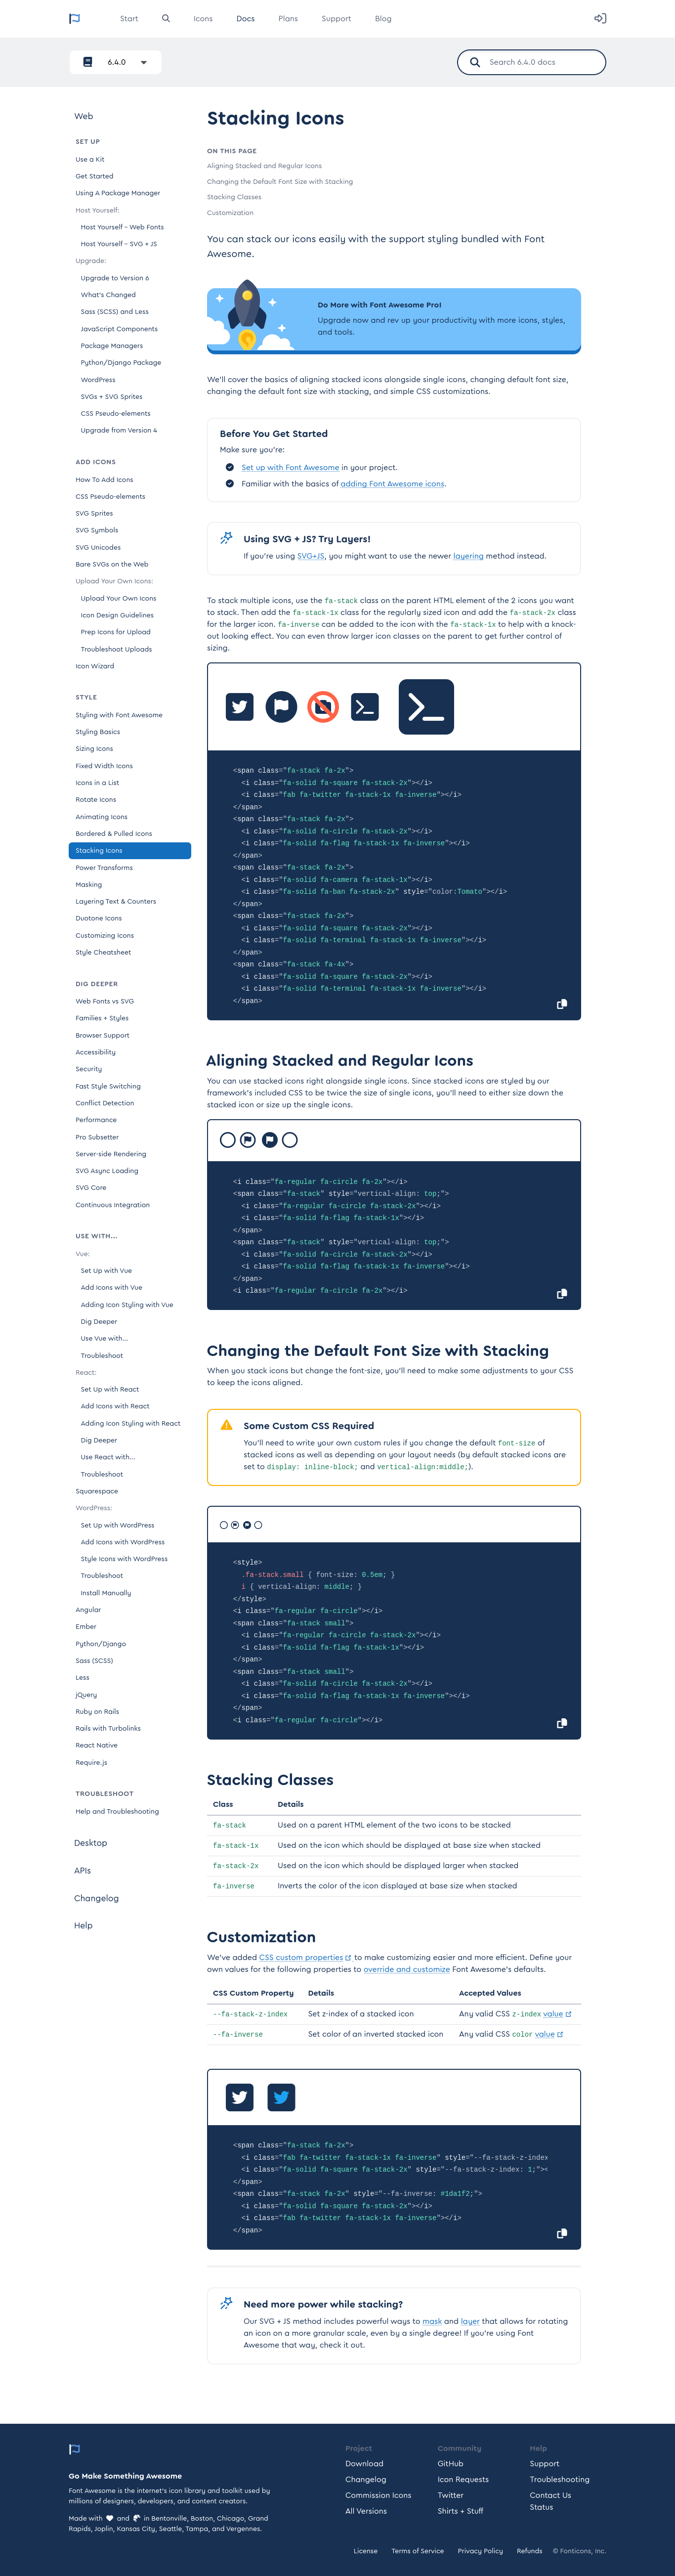 Start
Icons
Docs
Plans
Support
Blog
6.4.0
Search 6.4.0 docs
Web
SET UP
Use a Kit
Get Started
Using A Package Manager
Host Yourself:
Host Yourself – Web Fonts
Host Yourself – SVG + JS
Upgrade:
Upgrade to Version 6
What's Changed
Sass (SCSS) and Less
JavaScript Components
Package Managers
Python/Django Package
WordPress
SVGs + SVG Sprites
CSS Pseudo-elements
Upgrade from Version 4
ADD ICONS
How To Add Icons
CSS Pseudo-elements
SVG Sprites
SVG Symbols
SVG Unicodes
Bare SVGs on the Web
Upload Your Own Icons:
Upload Your Own Icons
Icon Design Guidelines
Prep Icons for Upload
Troubleshoot Uploads
Icon Wizard
STYLE
Styling with Font Awesome
Styling Basics
Sizing Icons
Fixed Width Icons
Icons in a List
Rotate Icons
Animating Icons
Bordered & Pulled Icons
Stacking Icons
Power Transforms
Masking
Layering Text & Counters
Duotone Icons
Customizing Icons
Style Cheatsheet
DIG DEEPER
Web Fonts vs SVG
Families + Styles
Browser Support
Accessibility
Security
Fast Style Switching
Conflict Detection
Performance
Pro Subsetter
Server-side Rendering
SVG Async Loading
SVG Core
Continuous Integration
USE WITH...
Vue:
Set Up with Vue
Add Icons with Vue
Adding Icon Styling with Vue
Dig Deeper
Use Vue with...
Troubleshoot
React:
Set Up with React
Add Icons with React
Adding Icon Styling with React
Dig Deeper
Use React with...
Troubleshoot
Squarespace
WordPress:
Set Up with WordPress
Add Icons with WordPress
Style Icons with WordPress
Troubleshoot
Install Manually
Angular
Ember
Python/Django
Sass (SCSS)
Less
jQuery
Ruby on Rails
Rails with Turbolinks
React Native
Require.js
TROUBLESHOOT
Help and Troubleshooting
Desktop
APIs
Changelog
Help
Stacking Icons
ON THIS PAGE
Aligning Stacked and Regular Icons
Changing the Default Font Size with Stacking
Stacking Classes
Customization
You can stack our icons easily with the support styling bundled with Font
Awesome.
Do More with Font Awesome Pro!
Upgrade now and rev up your productivity with more icons, styles,
and tools.
We'll cover the basics of aligning stacked icons alongside single icons, changing default font size,
changing the default font size with stacking, and simple CSS customizations.
Before You Get Started
Make sure you're:
Set up with Font Awesome in your project.
Familiar with the basics of adding Font Awesome icons.
Using SVG + JS? Try Layers!
If you're using SVG+JS, you might want to use the newer layering method instead.
To stack multiple icons, use the fa-stack class on the parent HTML element of the 2 icons you want
to stack. Then add the fa-stack-1x class for the regularly sized icon and add the fa-stack-2x class
for the larger icon. fa-inverse can be added to the icon with the fa-stack-1x to help with a knock-
out looking effect. You can even throw larger icon classes on the parent to get further control of
sizing.
<span class="fa-stack fa-2x">
<i class="fa-solid fa-square fa-stack-2x"></i>
<i class="fab fa-twitter fa-stack-1x fa-inverse"></i>
</span>
<span class="fa-stack fa-2x">
<i class="fa-solid fa-circle fa-stack-2x"></i>
<i class="fa-solid fa-flag fa-stack-1x fa-inverse"></i>
</span>
<span class="fa-stack fa-2x">
<i class="fa-solid fa-camera fa-stack-1x"></i>
<i class="fa-solid fa-ban fa-stack-2x" style="color:Tomato"></i>
</span>
<span class="fa-stack fa-2x">
<i class="fa-solid fa-square fa-stack-2x"></i>
<i class="fa-solid fa-terminal fa-stack-1x fa-inverse"></i>
</span>
<span class="fa-stack fa-4x">
<i class="fa-solid fa-square fa-stack-2x"></i>
<i class="fa-solid fa-terminal fa-stack-1x fa-inverse"></i>
</span>
Aligning Stacked and Regular Icons
You can use stacked icons right alongside single icons. Since stacked icons are styled by our
framework's included CSS to be twice the size of single icons, you'll need to either size down the
stacked icon or size up the single icons.
<i class="fa-regular fa-circle fa-2x"></i>
<span class="fa-stack" style="vertical-align: top;">
<i class="fa-regular fa-circle fa-stack-2x"></i>
<i class="fa-solid fa-flag fa-stack-1x"></i>
</span>
<span class="fa-stack" style="vertical-align: top;">
<i class="fa-solid fa-circle fa-stack-2x"></i>
<i class="fa-solid fa-flag fa-stack-1x fa-inverse"></i>
</span>
<i class="fa-regular fa-circle fa-2x"></i>
Changing the Default Font Size with Stacking
When you stack icons but change the font-size, you'll need to make some adjustments to your CSS
to keep the icons aligned.
Some Custom CSS Required
You'll need to write your own custom rules if you change the default font-size of
stacked icons as well as depending on your layout needs (by default stacked icons are
set to display: inline-block; and vertical-align:middle;).
<style>
.fa-stack.small { font-size: 0.5em; }
i { vertical-align: middle; }
</style>
<i class="fa-regular fa-circle"></i>
<span class="fa-stack small">
<i class="fa-regular fa-circle fa-stack-2x"></i>
<i class="fa-solid fa-flag fa-stack-1x"></i>
</span>
<span class="fa-stack small">
<i class="fa-solid fa-circle fa-stack-2x"></i>
<i class="fa-solid fa-flag fa-stack-1x fa-inverse"></i>
</span>
<i class="fa-regular fa-circle"></i>
Stacking Classes
Class Details
fa-stack Used on a parent HTML element of the two icons to be stacked
fa-stack-1x Used on the icon which should be displayed at base size when stacked
fa-stack-2x Used on the icon which should be displayed larger when stacked
fa-inverse Inverts the color of the icon displayed at base size when stacked
Customization
We've added CSS custom properties to make customizing easier and more efficient. Define your
own values for the following properties to override and customize Font Awesome's defaults.
CSS Custom Property Details Accepted Values
--fa-stack-z-index Set z-index of a stacked icon Any valid CSS z-index value
--fa-inverse Set color of an inverted stacked icon Any valid CSS color value
<span class="fa-stack fa-2x">
<i class="fab fa-twitter fa-stack-1x fa-inverse" style="--fa-stack-z-index
<i class="fa-solid fa-square fa-stack-2x" style="--fa-stack-z-index: 1;"><
</span>
<span class="fa-stack fa-2x" style="--fa-inverse: #1da1f2;">
<i class="fa-solid fa-square fa-stack-2x"></i>
<i class="fab fa-twitter fa-stack-1x fa-inverse"></i>
</span>
Need more power while stacking?
Our SVG + JS method includes powerful ways to mask and layer that allows for rotating
an icon on a more granular scale, even by a single degree! If you're using Font
Awesome that way, check it out.
Go Make Something Awesome
Font Awesome is the internet's icon library and toolkit used by
millions of designers, developers, and content creators.
Made with and in Bentonville, Boston, Chicago, Grand
Rapids, Joplin, Kansas City, Seattle, Tampa, and Vergennes.
Project
Download
Changelog
Commission Icons
All Versions
Community
GitHub
Icon Requests
Twitter
Shirts + Stuff
Help
Support
Troubleshooting
Contact Us
Status
License
Terms of Service
Privacy Policy
Refunds
© Fonticons, Inc.